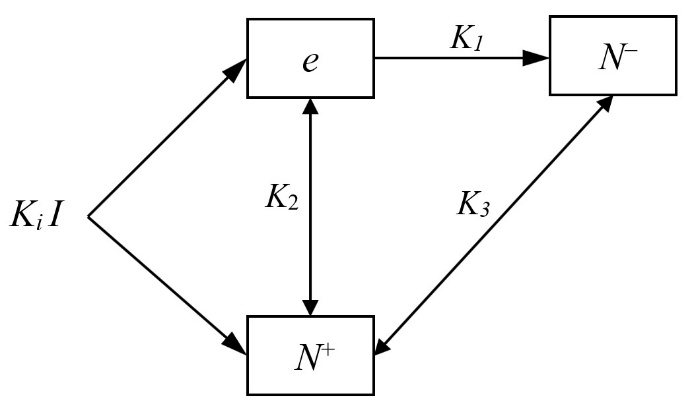 K₁
e
N⁻
K₂
K₃
KᵢI
N⁺